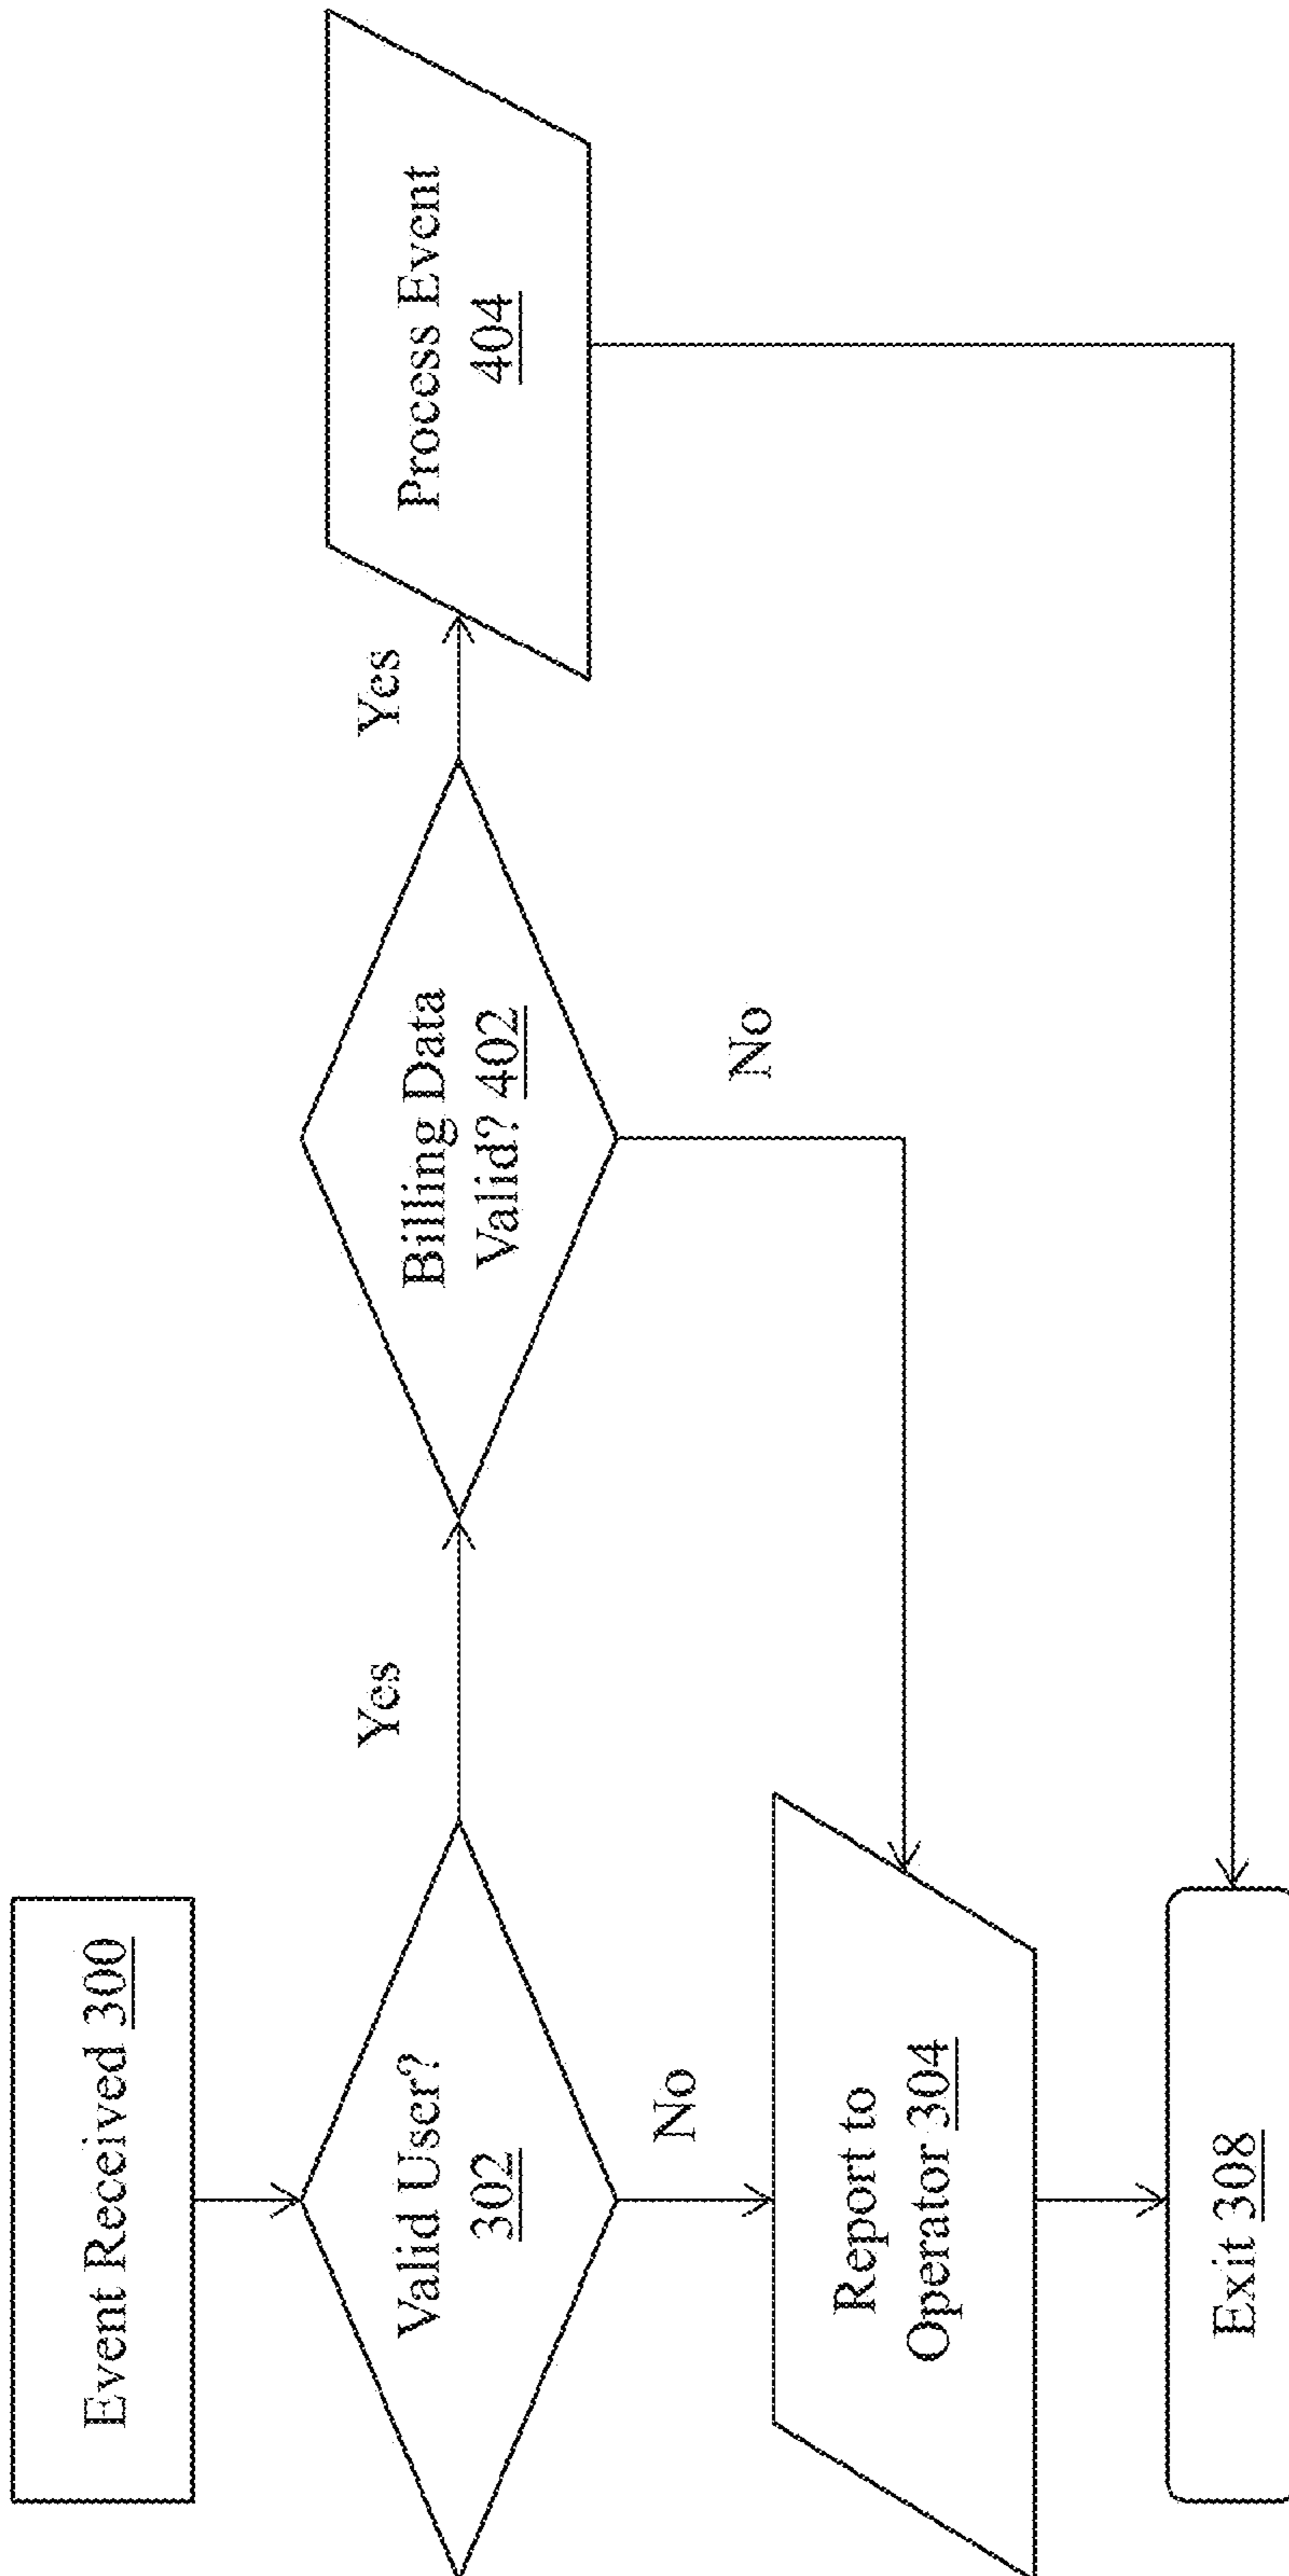 Event Received 300
Valid User?
302
Yes
Billing Data
Valid? 402
Yes
Process Event
404
No
No
Report to
Operator 304
Exit 308